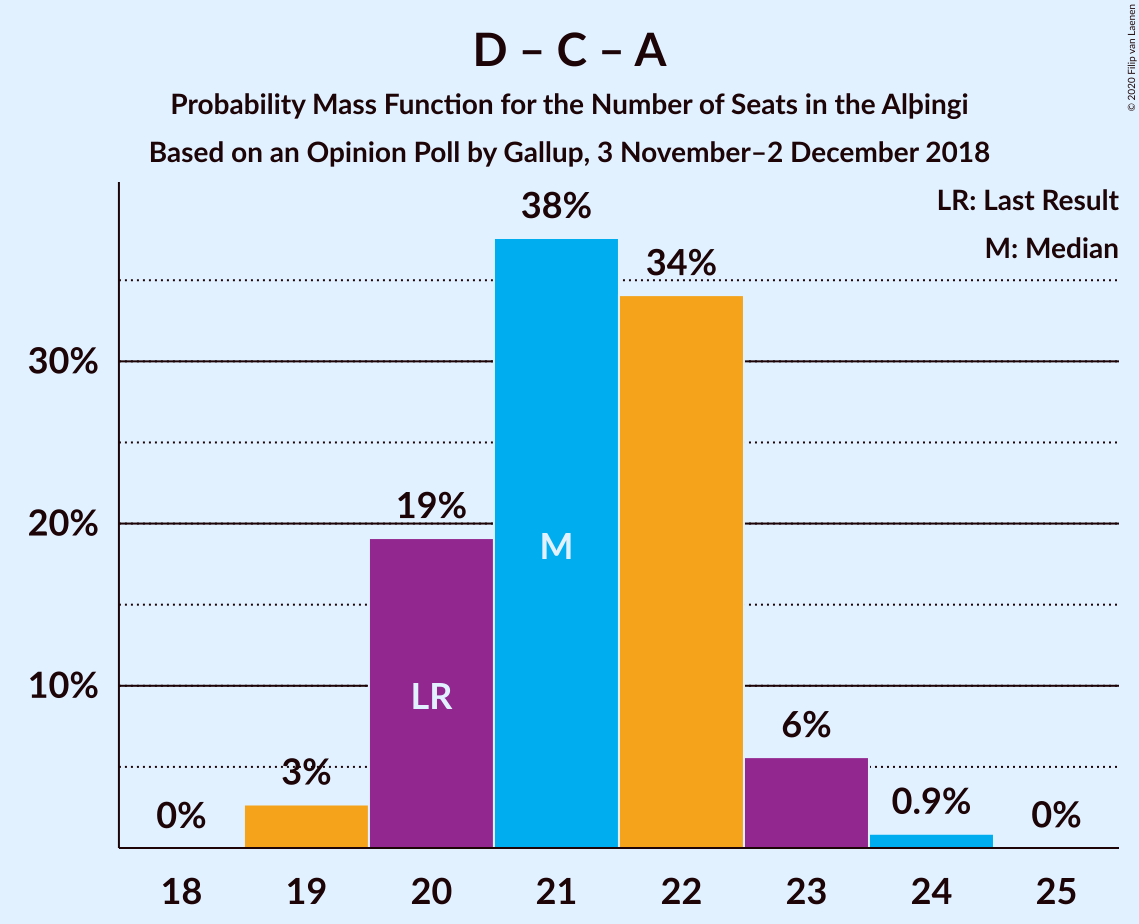 D – C – A
Probability Mass Function for the Number of Seats in the Alþingi
Based on an Opinion Poll by Gallup, 3 November–2 December 2018
© 2020 Filip van Laenen
LR: Last Result
M: Median
38%
34%
30%
19%
20%
M
10%
LR
6%
3%
0%
0.9%
0%
18 19 20 21 22 23 24 25